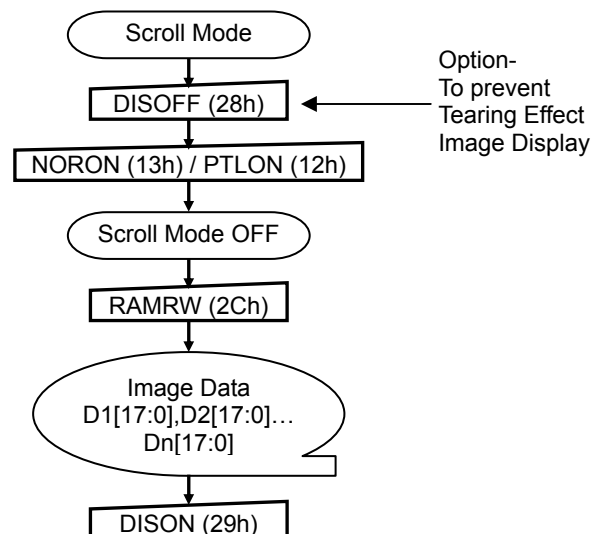 Scroll Mode
Option-
To prevent
Tearing Effect
Image Display
DISOFF (28h)
NORON (13h) / PTLON (12h)
Scroll Mode OFF
RAMRW (2Ch)
Image Data
D1[17:0],D2[17:0]…
Dn[17:0]
DISON (29h)